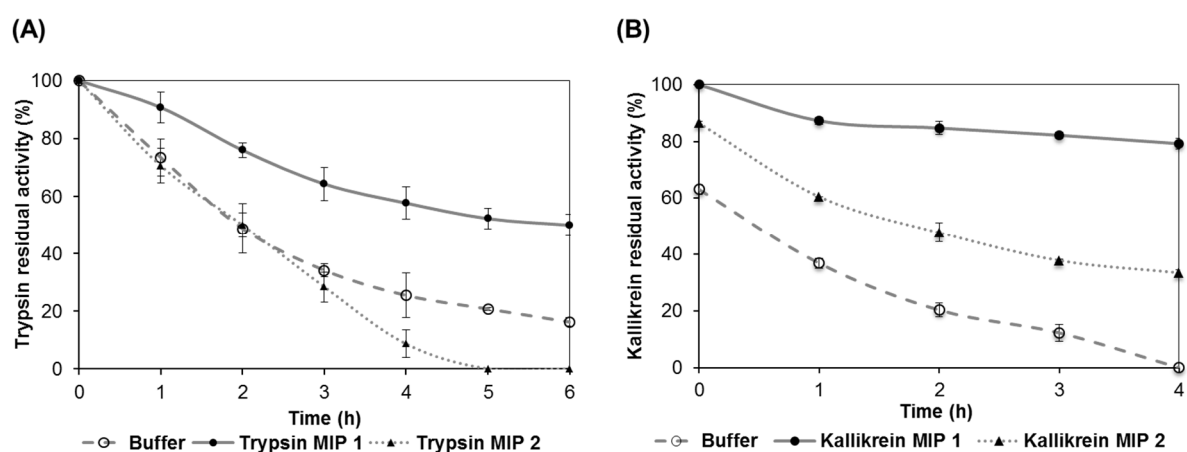 (A)
(B)
Trypsin residual activity (%)
100
80
60
40
20
0
0 1 2 3 4 5 6
Time (h)
Buffer Trypsin MIP 1 Trypsin MIP 2
Kallikrein residual activity (%)
100
80
60
40
20
0
0 1 2 3 4
Time (h)
Buffer Kallikrein MIP 1 Kallikrein MIP 2